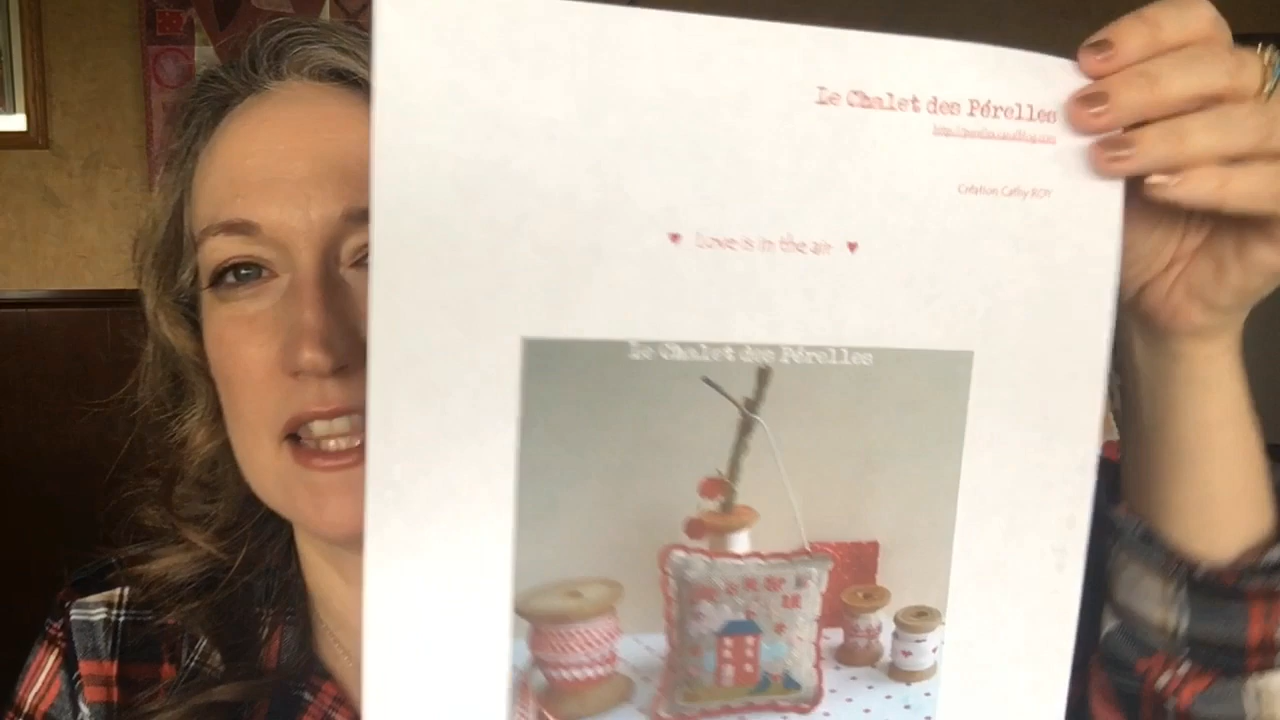 Le Chalet des Pérelles
Création Cathy ROY
♥ Love is in the air ♥
Le Chalet des Pérelles